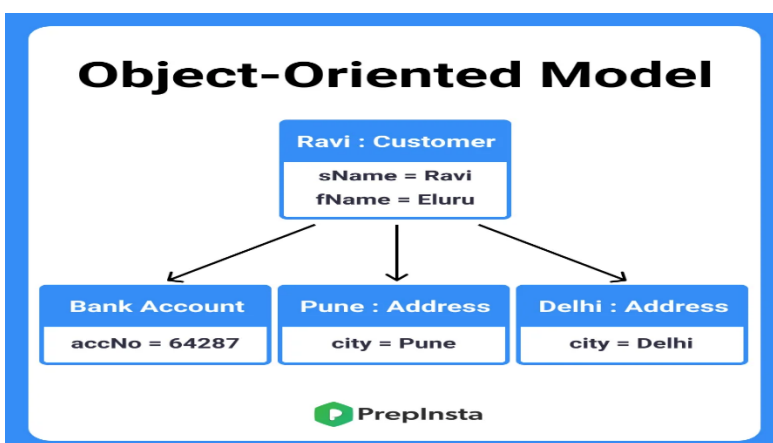 Object-Oriented Model
Ravi : Customer
sName = Ravi
fName = Eluru
Bank Account
accNo = 64287
Pune : Address
city = Pune
Delhi : Address
city = Delhi
PrepInsta